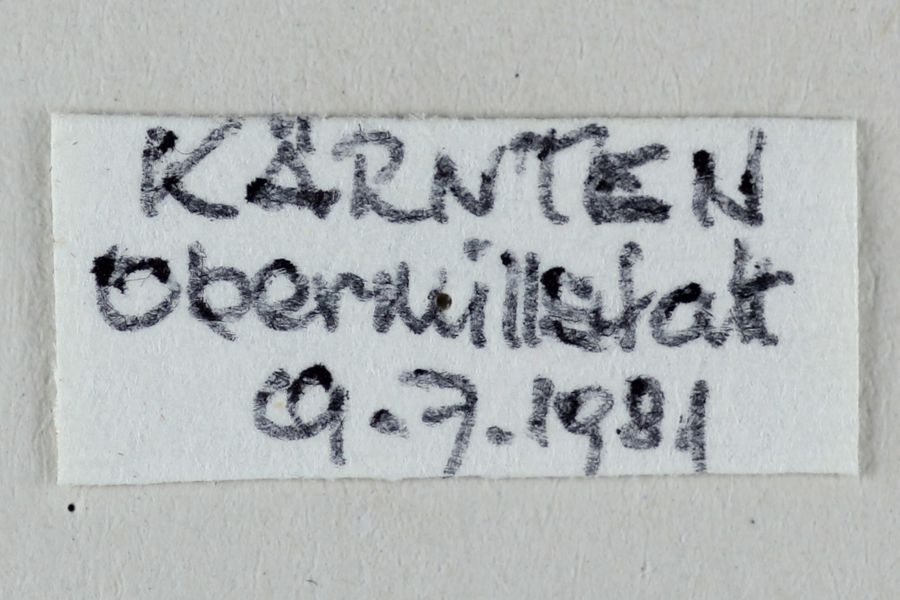 KÄRNTEN
Obermillstatt
9.7.1981